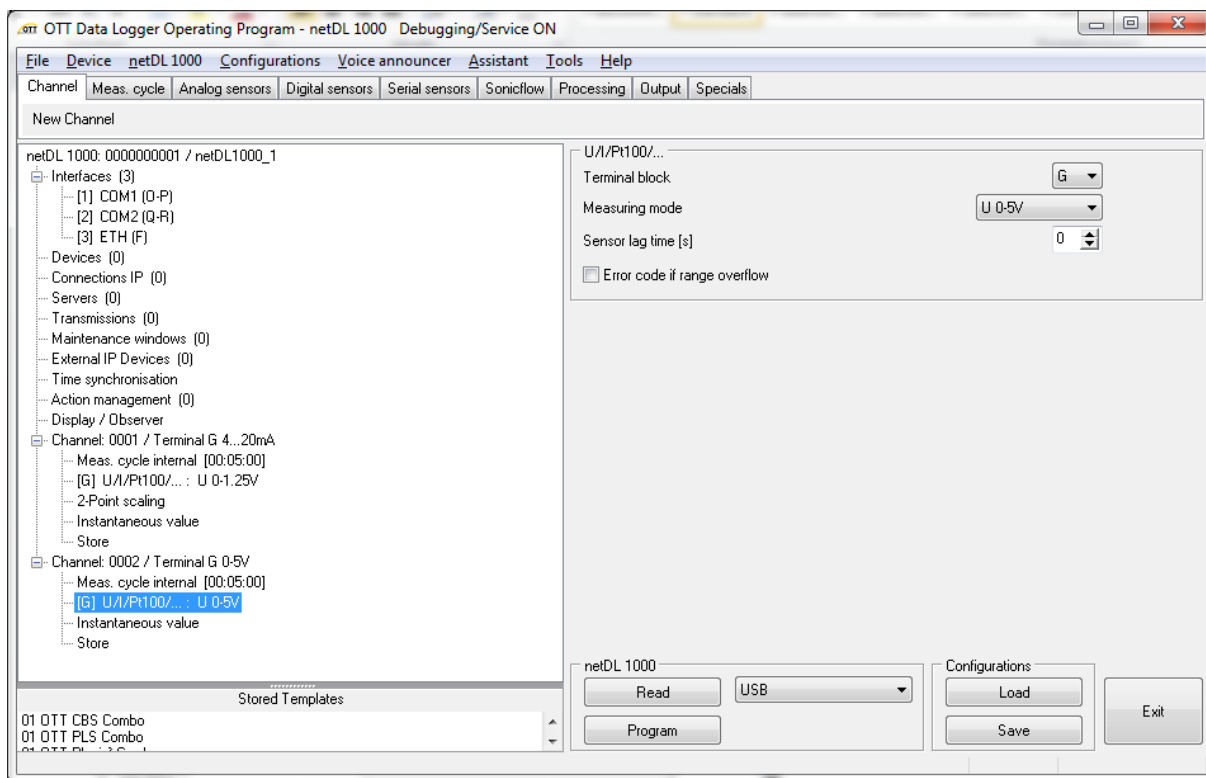 OTT Data Logger Operating Program - netDL 1000 Debugging/Service ON
File Device netDL 1000 Configurations Voice announcer Assistant Tools Help
Channel Meas. cycle Analog sensors Digital sensors Serial sensors Sonicflow Processing Output Specials
New Channel
netDL 1000: 0000000001 / netDL1000_1
Interfaces (3)
[1] COM1 (O-P)
[2] COM2 (Q-R)
[3] ETH (F)
Devices (0)
Connections IP (0)
Servers (0)
Transmissions (0)
Maintenance windows (0)
External IP Devices (0)
Time synchronisation
Action management (0)
Display / Observer
Channel: 0001 / Terminal G 4...20mA
Meas. cycle internal [00:05:00]
[G] U/I/Pt100/... : U 0-1.25V
2-Point scaling
Instantaneous value
Store
Channel: 0002 / Terminal G 0-5V
Meas. cycle internal [00:05:00]
[G] U/I/Pt100/... : U 0-5V
Instantaneous value
Store
Stored Templates
01 OTT CBS Combo
01 OTT PLS Combo
U/I/Pt100/...
Terminal block G
Measuring mode U 0-5V
Sensor lag time [s] 0
Error code if range overflow
netDL 1000
Read USB
Program
Configurations
Load
Save
Exit